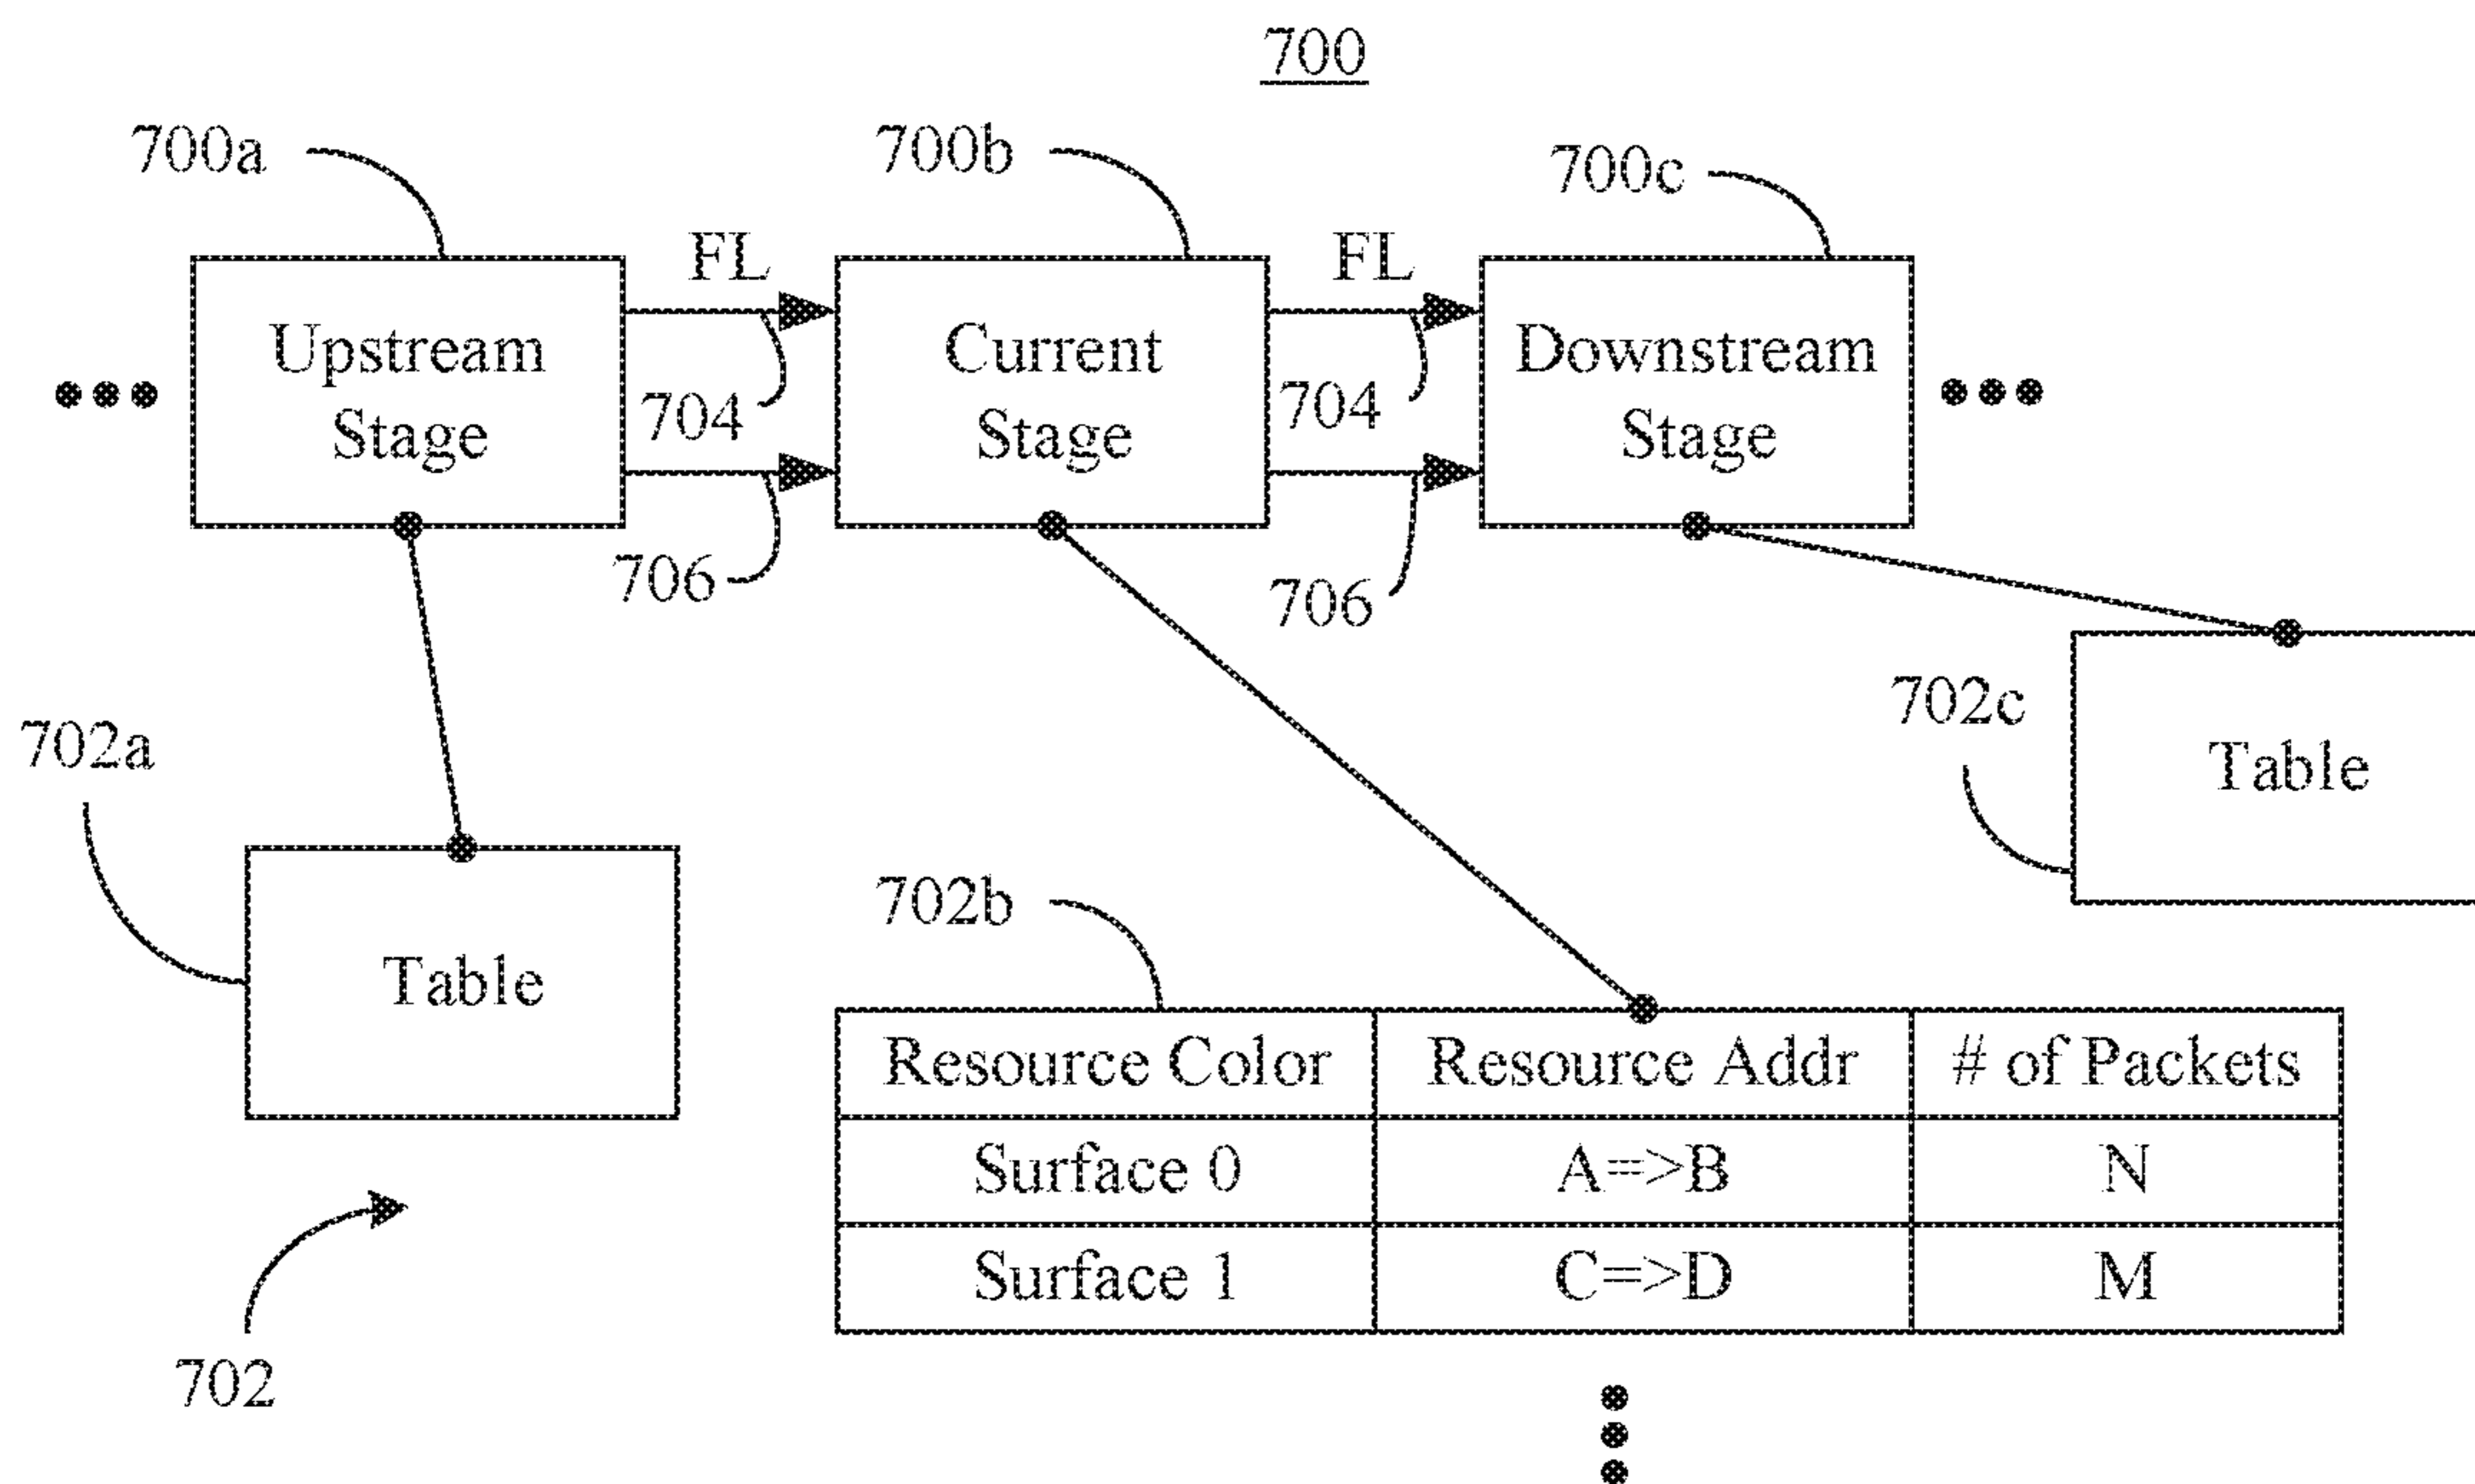 700
700a
700b
700c
FL
FL
Upstream
Stage
Current
Stage
Downstream
Stage
704
704
706
706
702a
702c
Table
Table
702b
Resource Color Resource Addr # of Packets
Surface 0 A=>B N
Surface 1 C=>D M
702